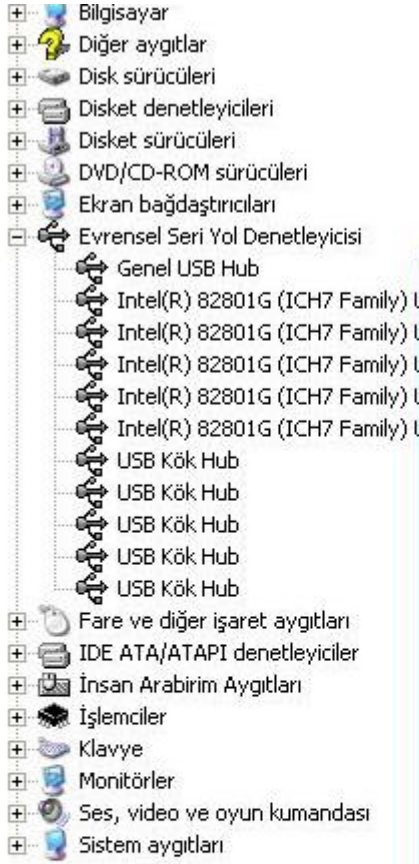 Bilgisayar
Diğer aygıtlar
Disk sürücüleri
Disket denetleyicileri
Disket sürücüleri
DVD/CD-ROM sürücüleri
Ekran bağdaştırıcıları
Evrensel Seri Yol Denetleyicisi
Genel USB Hub
Intel(R) 82801G (ICH7 Family) U
Intel(R) 82801G (ICH7 Family) U
Intel(R) 82801G (ICH7 Family) U
Intel(R) 82801G (ICH7 Family) U
Intel(R) 82801G (ICH7 Family) U
USB Kök Hub
USB Kök Hub
USB Kök Hub
USB Kök Hub
USB Kök Hub
Fare ve diğer işaret aygıtları
IDE ATA/ATAPI denetleyiciler
İnsan Arabirim Aygıtları
İşlemciler
Klavye
Monitörler
Ses, video ve oyun kumandası
Sistem aygıtları